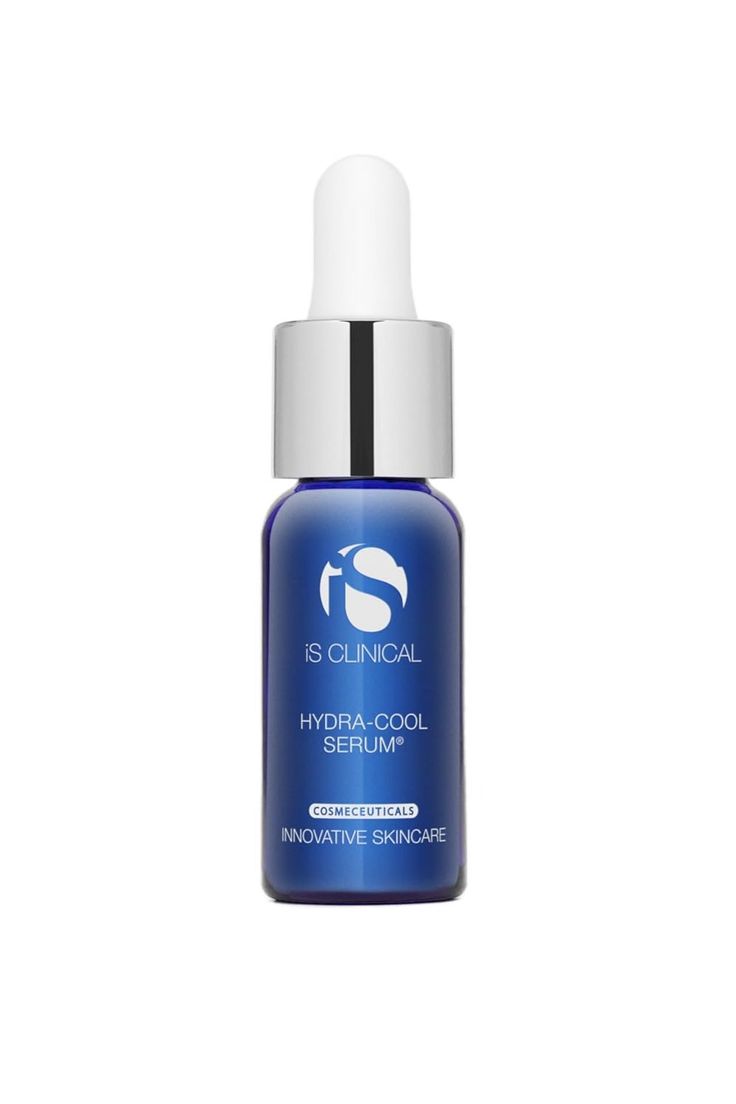 iS
iS CLINICAL
HYDRA-COOL
SERUM®
COSMECEUTICALS
INNOVATIVE SKINCARE